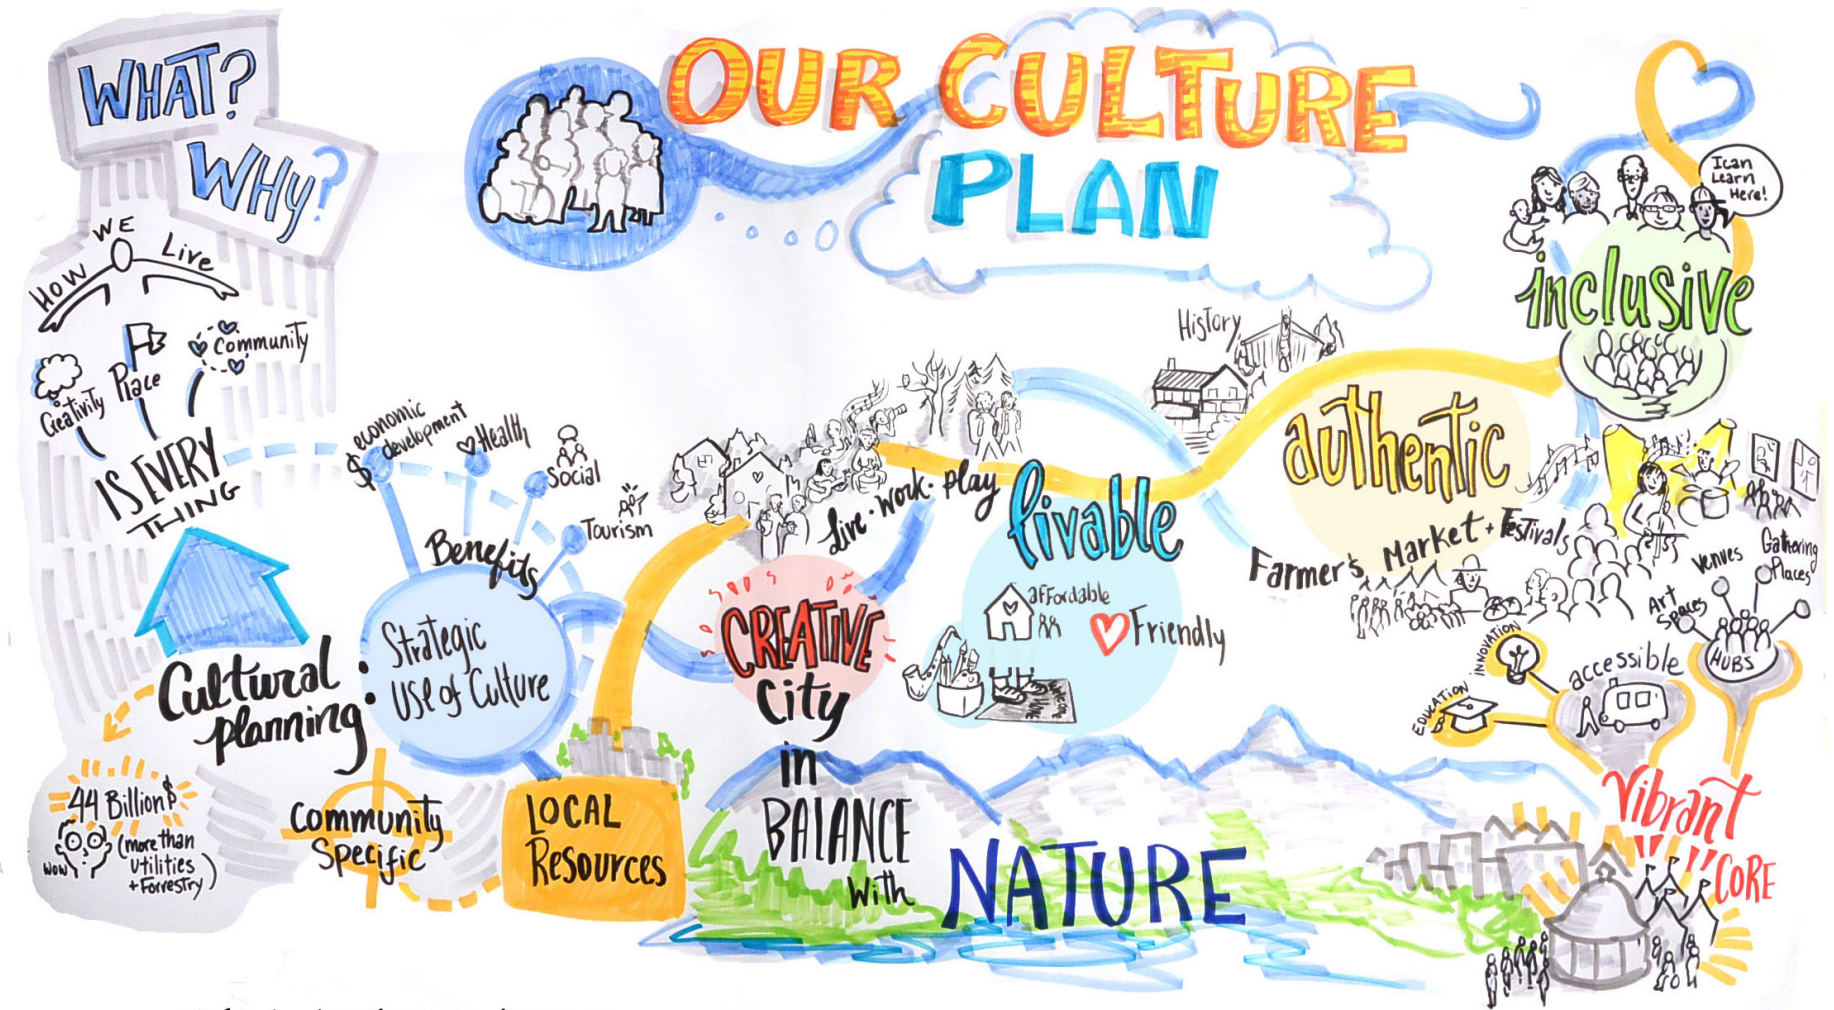 WHAT?
WHY?
OUR CULTURE
PLAN
HOW WE Live
Creativity
Place
Community
IS EVERY
THING
Cultural
planning
44 Billion$
(more than
utilities
+ Forrestry)
WOW
Community
Specific
$ economic
development
Health
Social
Tourism
Benefits
• Strategic
• Use of Culture
LOCAL
Resources
Live • Work • Play
CREATIVE
City
in
BALANCE
With
NATURE
livable
affordable
Friendly
History
authentic
Farmer's Market + Festivals
I can
Learn
Here!
inclusive
Art
Spaces
Venues
Gathering
Places
HUBS
accessible
INNOVATION
EDUCATION
Vibrant
CORE